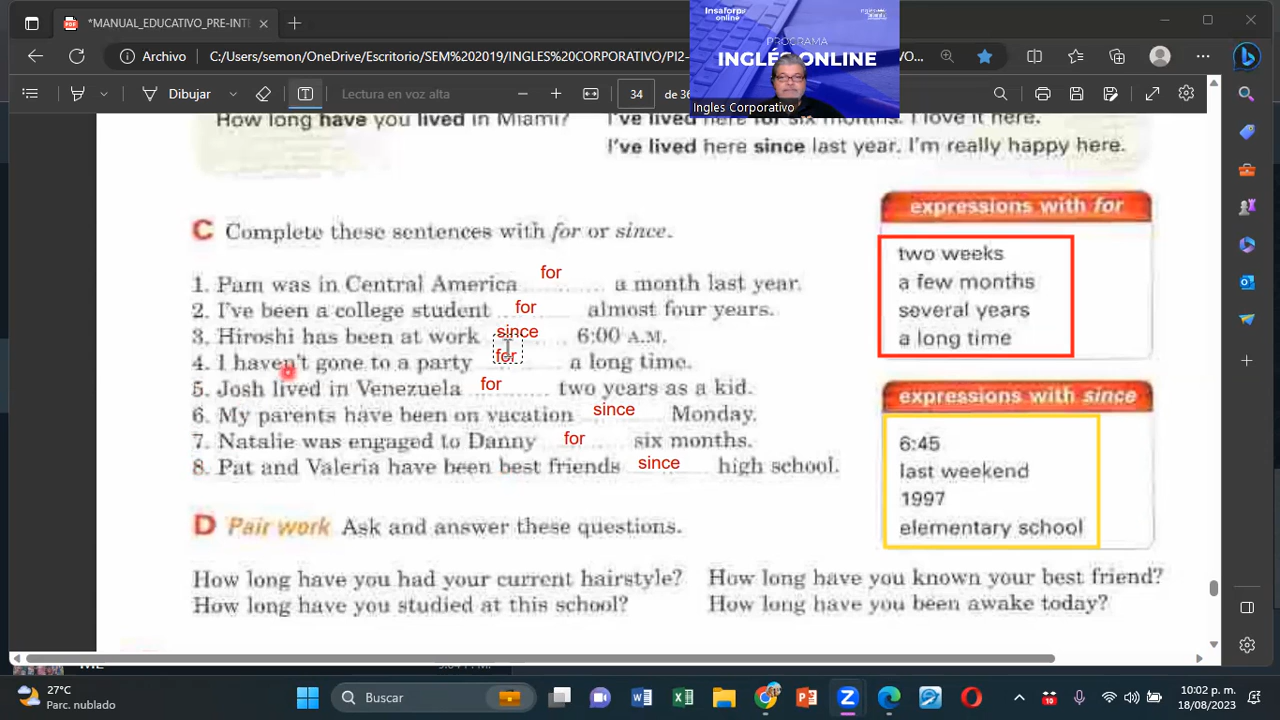 *MANUAL_EDUCATIVO_PRE-INTE
Insaforp
online
PROGRAMA
INGLÉS ONLINE
Ingles Corporativo
Archivo C:/Users/semon/OneDrive/Escritorio/SEM %202019/INGLES %20CORPORATIVO/PI2-
VO...
Dibujar
Lectura en voz alta
34 de 36
How long have you lived in Miami?
I've lived here for six months. I love it here.
I've lived here since last year. I'm really happy here.
C Complete these sentences with for or since.
1. Pam was in Central America for a month last year.
2. I've been a college student for almost four years.
3. Hiroshi has been at work since 6:00 A.M.
4. I haven't gone to a party for a long time.
5. Josh lived in Venezuela for two years as a kid.
6. My parents have been on vacation since Monday.
7. Natalie was engaged to Danny for six months.
8. Pat and Valeria have been best friends since high school.
expressions with for
two weeks
a few months
several years
a long time
expressions with since
6:45
last weekend
1997
elementary school
D Pair work Ask and answer these questions.
How long have you had your current hairstyle?
How long have you studied at this school?
How long have you known your best friend?
How long have you been awake today?
27°C
Parc. nublado
Buscar
10:02 p. m.
18/08/2023